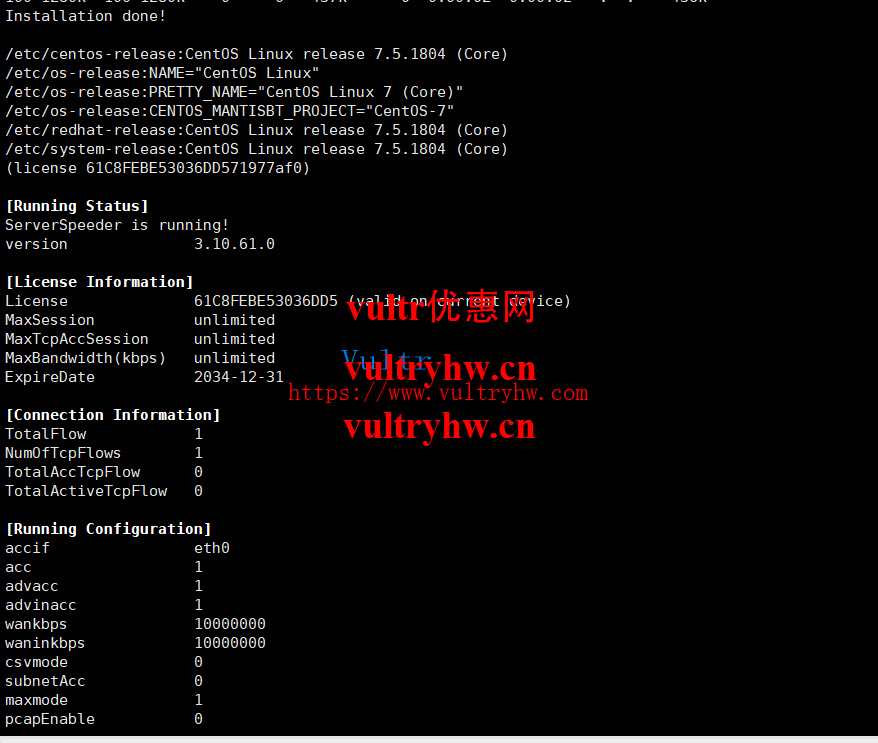 Installation done!
/etc/centos-release:CentOS Linux release 7.5.1804 (Core)
/etc/os-release:NAME="CentOS Linux"
/etc/os-release:PRETTY_NAME="CentOS Linux 7 (Core)"
/etc/os-release:CENTOS_MANTISBT_PROJECT="CentOS-7"
/etc/redhat-release:CentOS Linux release 7.5.1804 (Core)
/etc/system-release:CentOS Linux release 7.5.1804 (Core)
(license 61C8FEBE53036DD571977af0)
[Running Status]
ServerSpeeder is running!
version 3.10.61.0
[License Information]
License 61C8FEBE53036DD5 (valid on current device)
vultr优惠网
MaxSession unlimited
MaxTcpAccSession unlimited
MaxBandwidth(kbps) unlimited
Vultr
vultryhw.cn
ExpireDate 2034-12-31
https://www.vultryhw.com
vultryhw.cn
[Connection Information]
TotalFlow 1
NumOfTcpFlows 1
TotalAccTcpFlow 0
TotalActiveTcpFlow 0
[Running Configuration]
accif eth0
acc 1
advacc 1
advinacc 1
wankbps 10000000
waninkbps 10000000
csvmode 0
subnetAcc 0
maxmode 1
pcapEnable 0